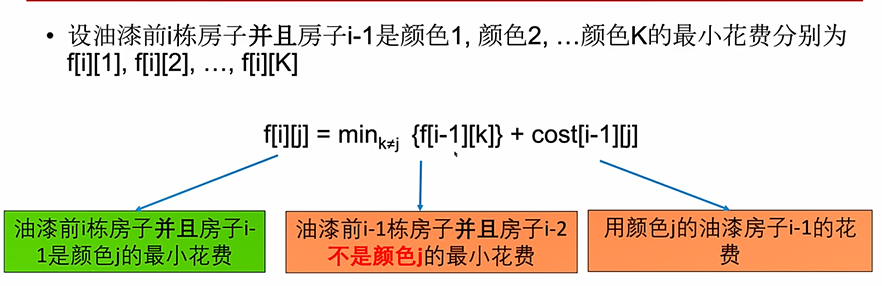 • 设油漆前i栋房子并且房子i-1是颜色1, 颜色2, …颜色K的最小花费分别为
f[i][1], f[i][2], …, f[i][K]
f[i][j] = min_{k≠j} {f[i-1][k]} + cost[i-1][j]
油漆前i栋房子并且房子i-
1是颜色j的最小花费
油漆前i-1栋房子并且房子i-2
不是颜色j的最小花费
用颜色j的油漆房子i-1的花
费